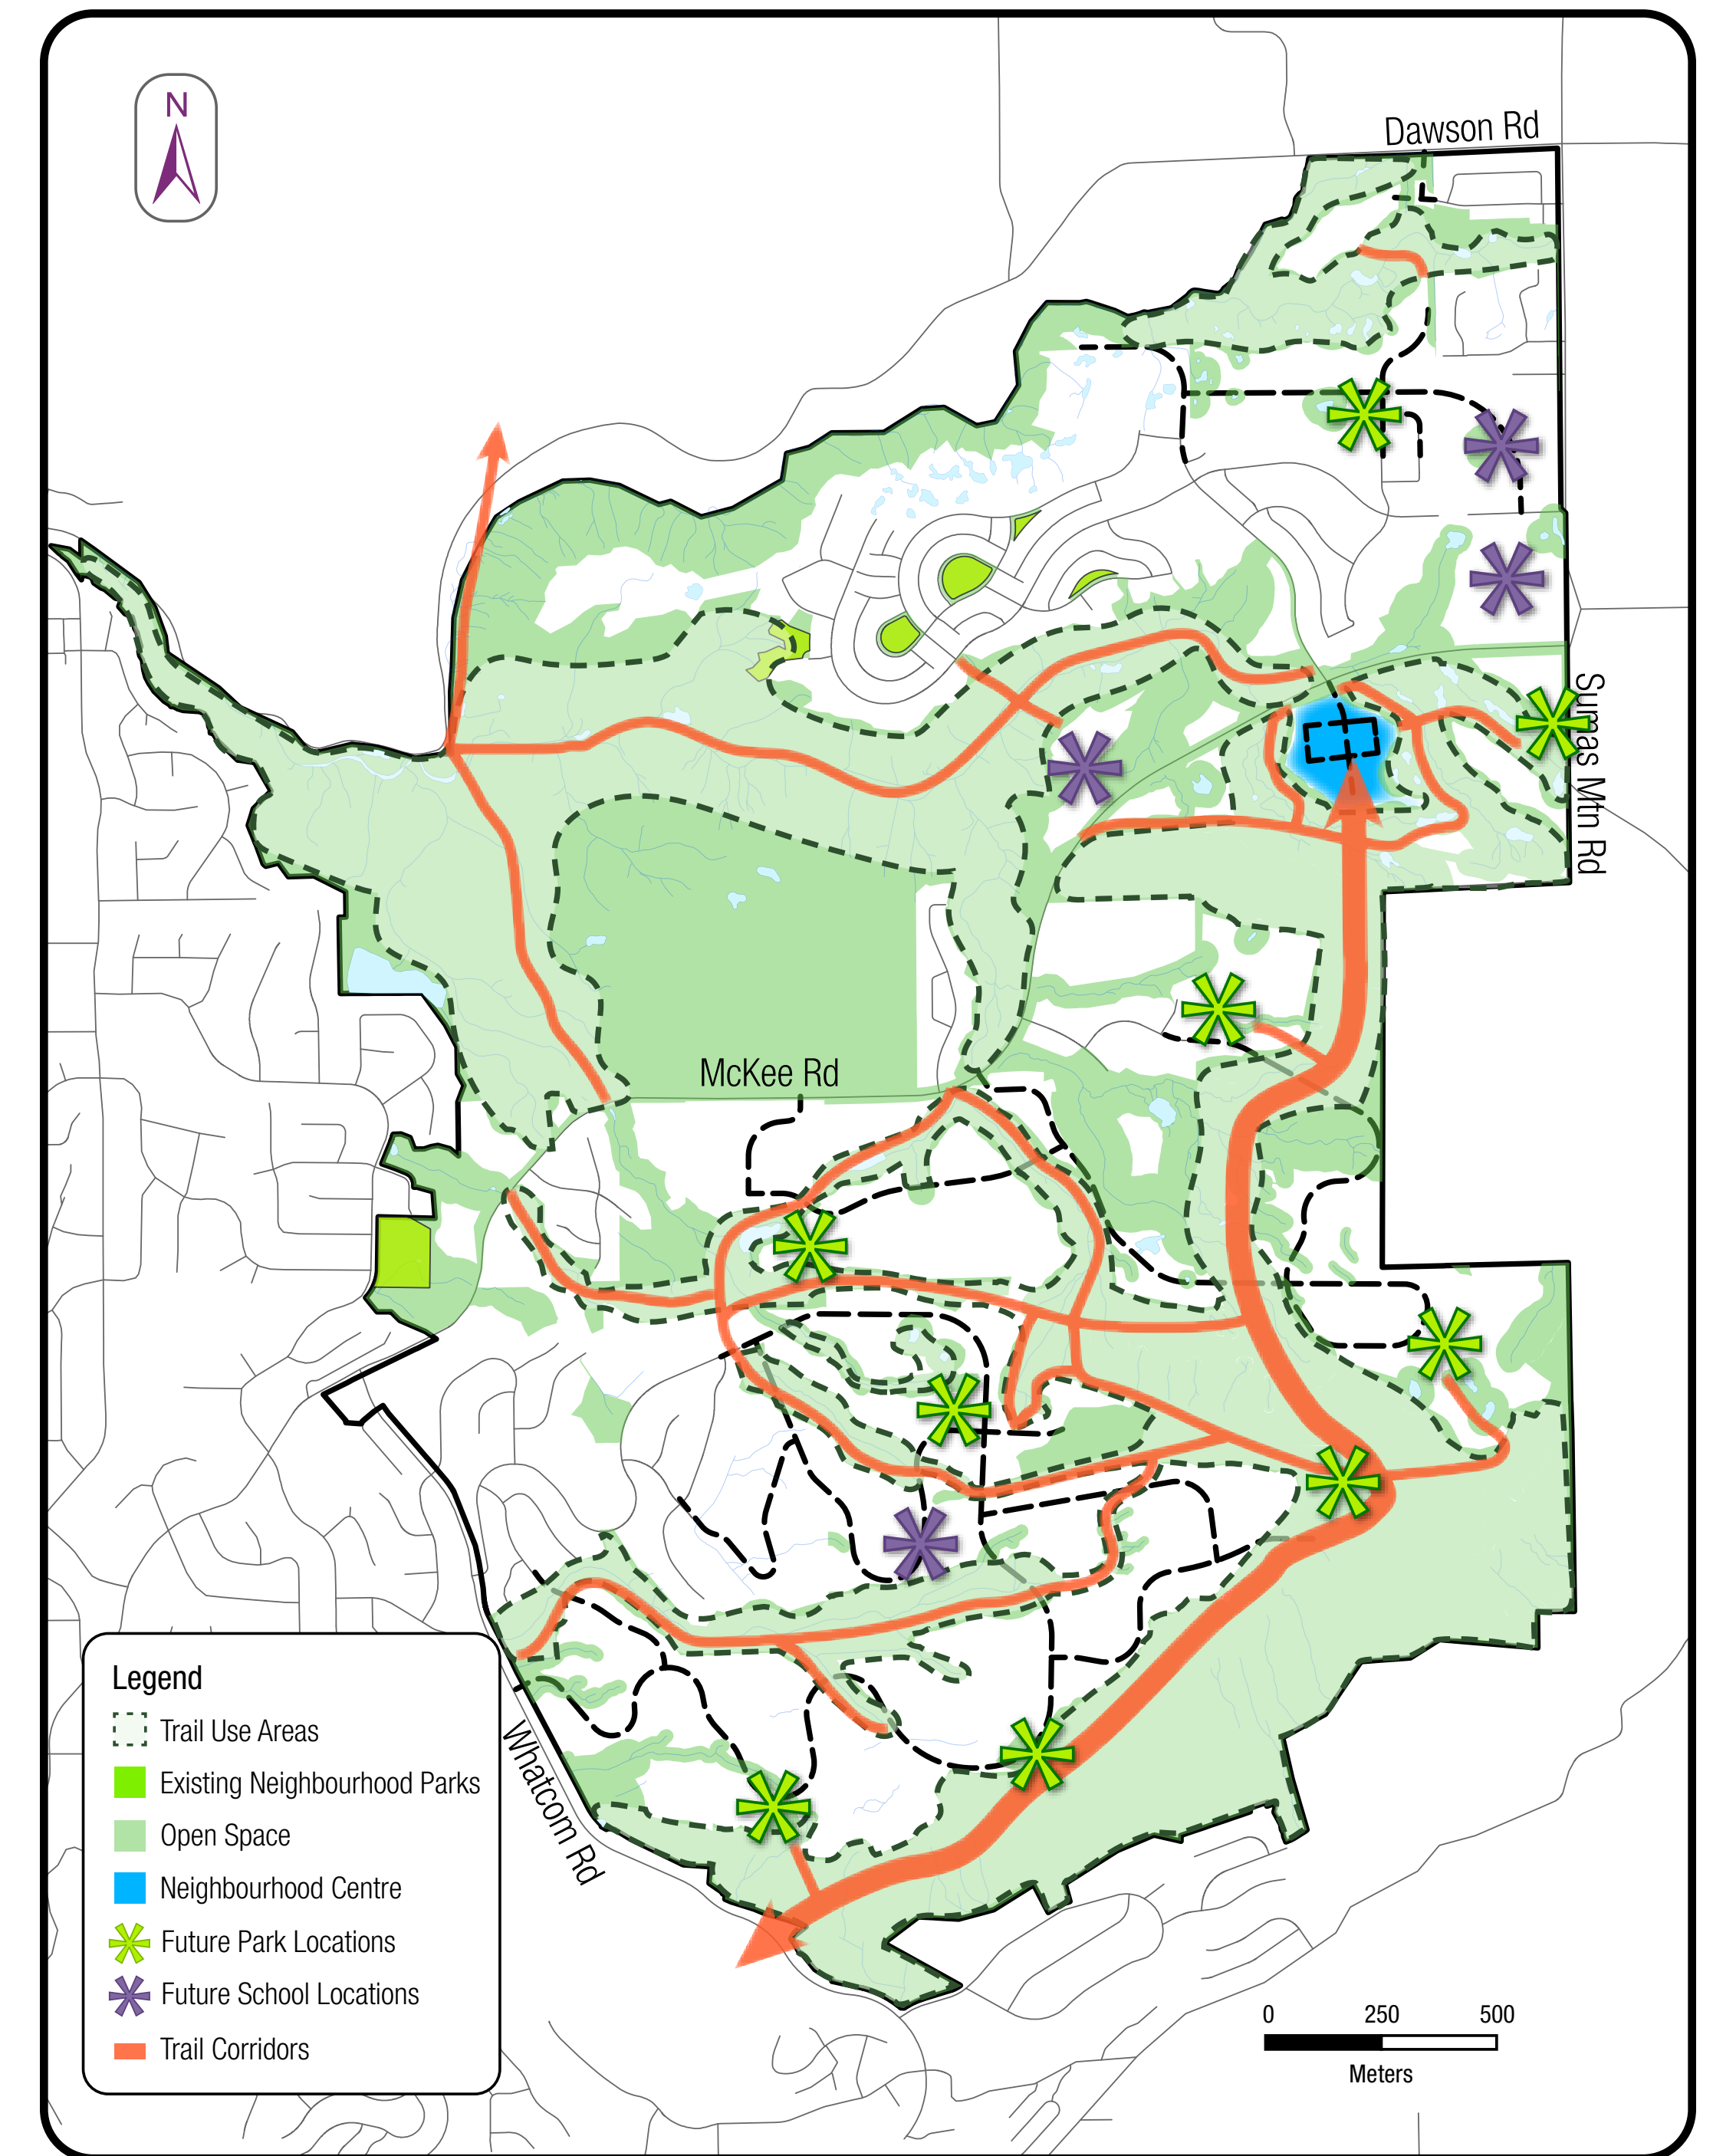 N
Dawson Rd
Sumas Mtn Rd
McKee Rd
Whatcom Rd
Legend
Trail Use Areas
Existing Neighbourhood Parks
Open Space
Neighbourhood Centre
Future Park Locations
Future School Locations
Trail Corridors
0 250 500
Meters